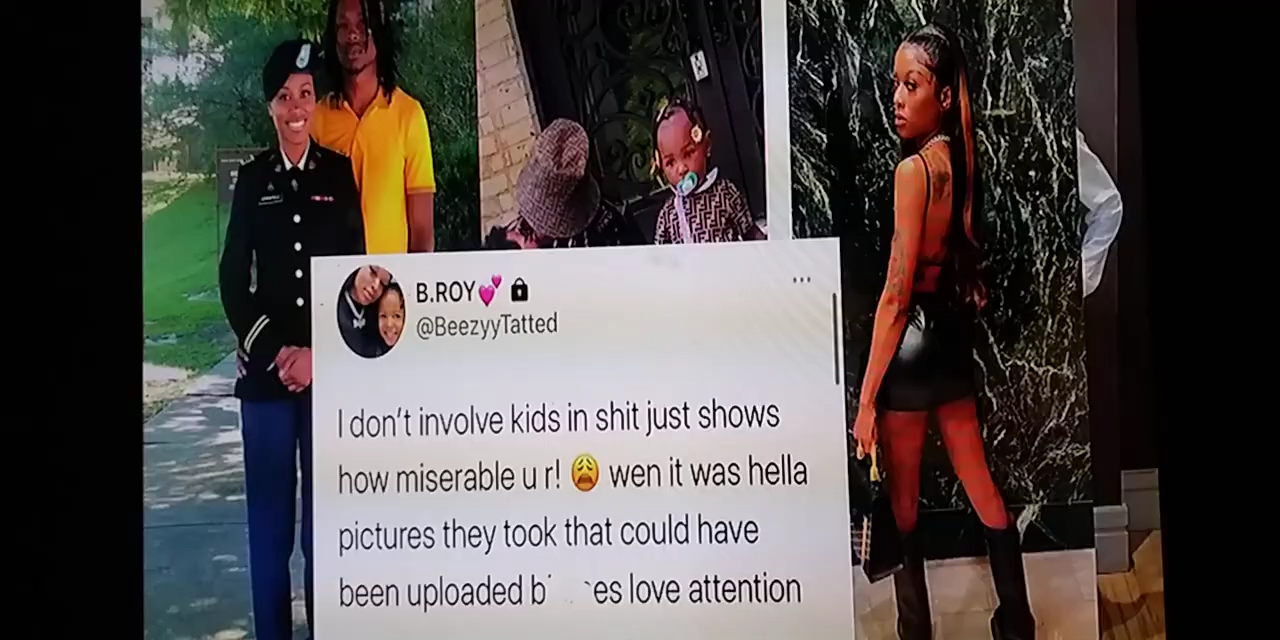 B.ROY💕 🔒
@BeezyyTatted
I don't involve kids in shit just shows
how miserable u r! 😩 wen it was hella
pictures they took that could have
been uploaded b es love attention